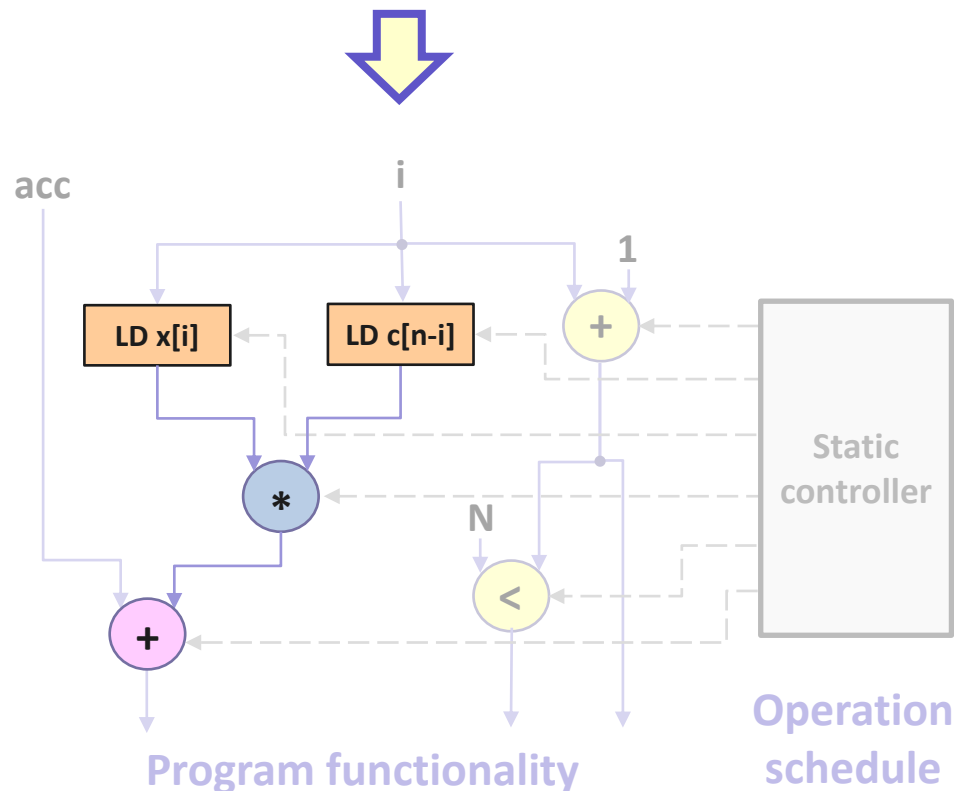 acc
i
1
LD x[i]
LD c[n-i]
+
Static
controller
*
N
<
+
Program functionality
Operation
schedule